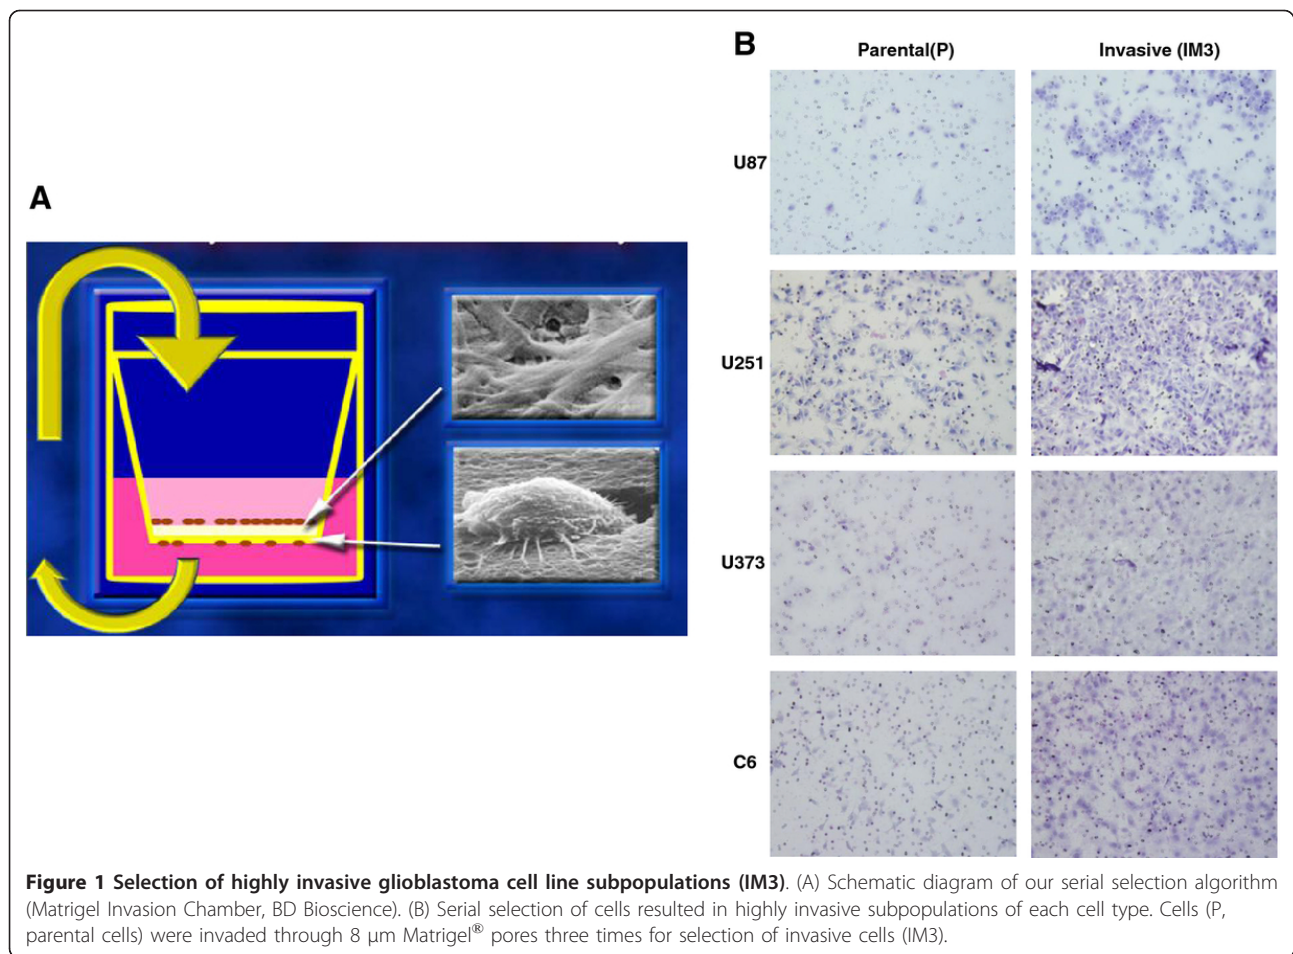 A
B
Parental(P) Invasive (IM3)
U87
U251
U373
C6
Figure 1 Selection of highly invasive glioblastoma cell line subpopulations (IM3). (A) Schematic diagram of our serial selection algorithm
(Matrigel Invasion Chamber, BD Bioscience). (B) Serial selection of cells resulted in highly invasive subpopulations of each cell type. Cells (P,
parental cells) were invaded through 8 μm Matrigel® pores three times for selection of invasive cells (IM3).